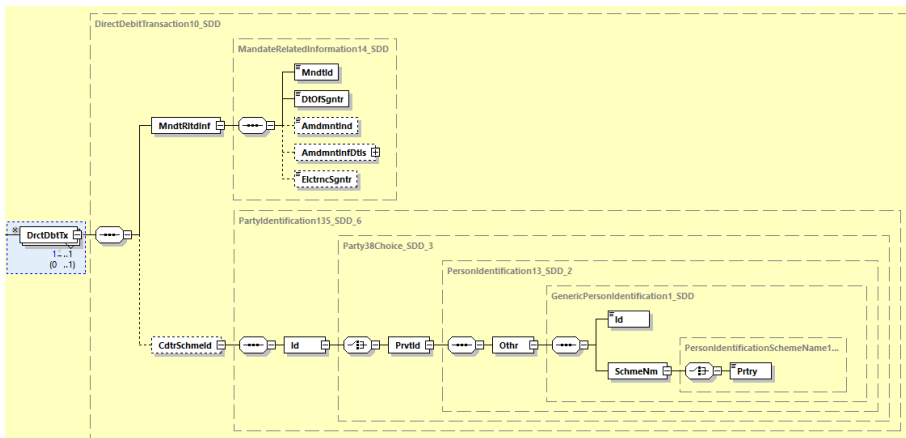 DirectDebitTransaction10_SDD
MandateRelatedInformation14_SDD
MndtId
DtOfSgntr
MndtRltdInf
AmdmntInd
AmdmntInfDtls
ElctrncSgntr
PartyIdentification135_SDD_6
DrctDbtTx
1 ..1
(0 ..1)
Party38Choice_SDD_3
PersonIdentification13_SDD_2
GenericPersonIdentification1_SDD
Id
PersonIdentificationSchemeName1...
CdtrSchmeId
Id
PrvtId
Othr
SchmeNm
Prtry